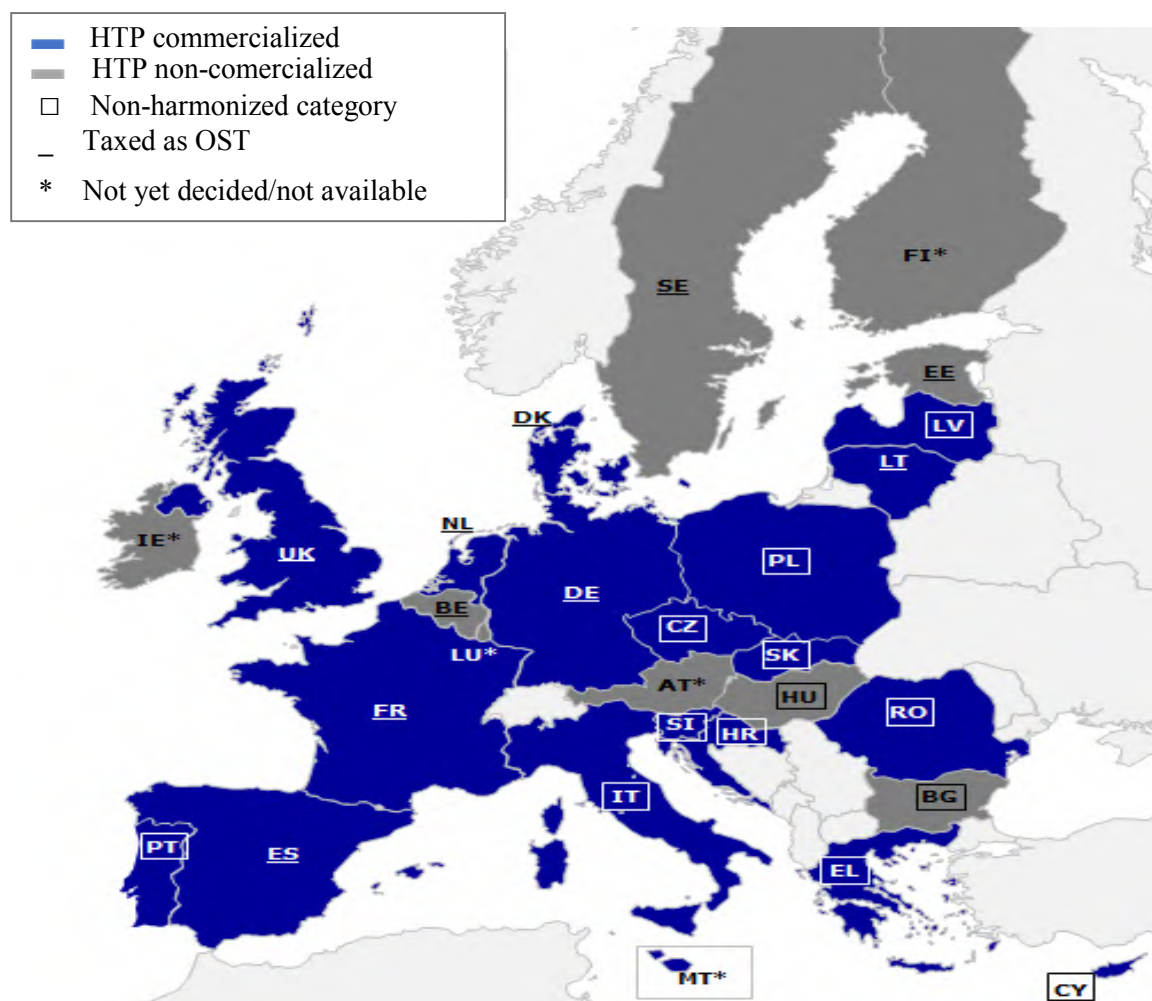 HTP commercialized
HTP non-comercialized
□ Non-harmonized category
_ Taxed as OST
* Not yet decided/not available
FI*
SE
EE
DK
LV
LT
NL
IE*
UK
PL
DE
BE
CZ
LU*
SK
AT*
HU
FR
SI
HR
RO
IT
BG
PT
ES
EL
MT*
CY